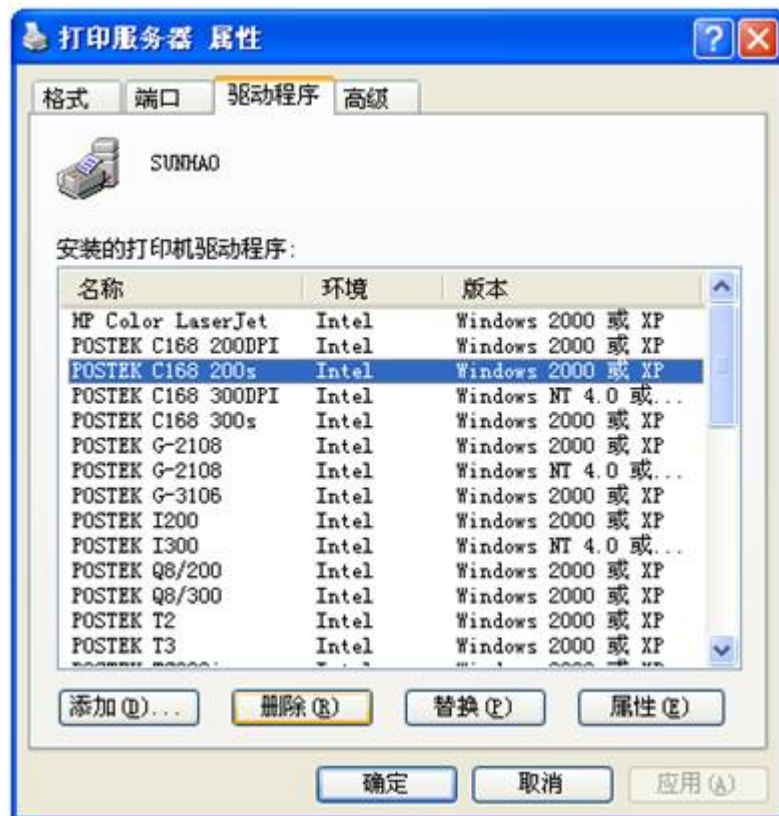 打印服务器 属性
格式 端口 驱动程序 高级
SUNHAO
安装的打印机驱动程序:
名称 环境 版本
HP Color LaserJet Intel Windows 2000 或 XP
POSTEK C168 200DPI Intel Windows 2000 或 XP
POSTEK C168 200s Intel Windows 2000 或 XP
POSTEK C168 300DPI Intel Windows NT 4.0 或...
POSTEK C168 300s Intel Windows 2000 或 XP
POSTEK G-2108 Intel Windows 2000 或 XP
POSTEK G-2108 Intel Windows NT 4.0 或...
POSTEK G-3106 Intel Windows 2000 或 XP
POSTEK I200 Intel Windows 2000 或 XP
POSTEK I300 Intel Windows NT 4.0 或...
POSTEK Q8/200 Intel Windows 2000 或 XP
POSTEK Q8/300 Intel Windows 2000 或 XP
POSTEK T2 Intel Windows 2000 或 XP
POSTEK T3 Intel Windows 2000 或 XP
添加(D)... 删除(R) 替换(P) 属性(E)
确定 取消 应用(A)